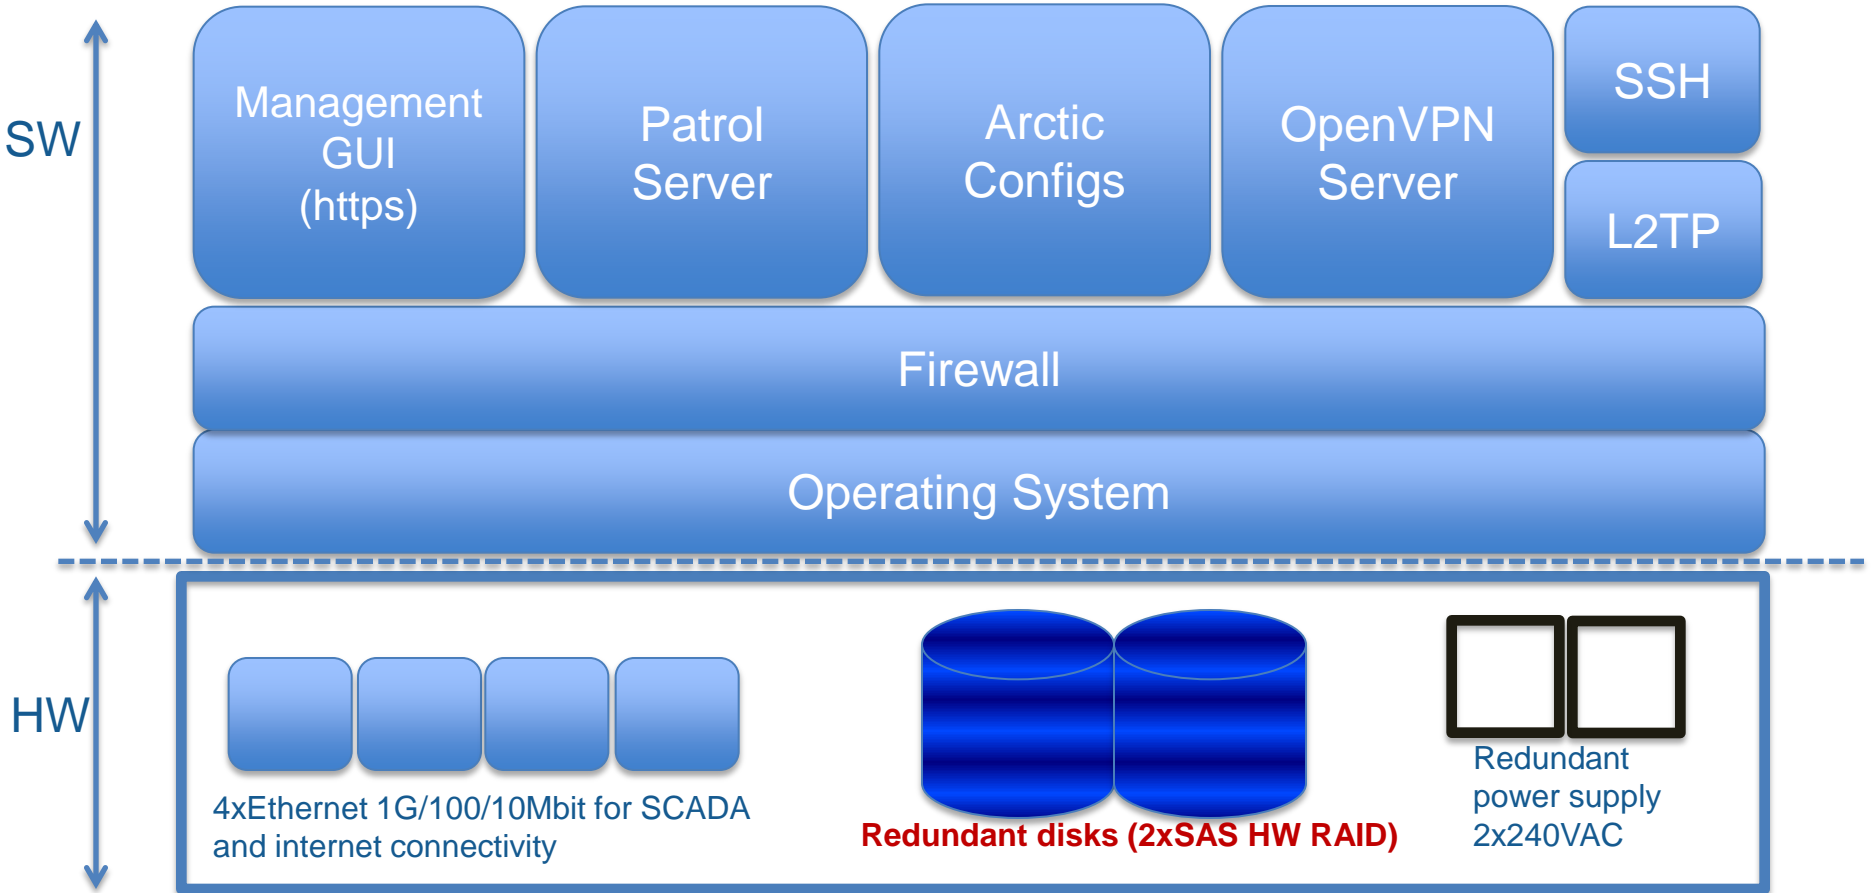 SW
Management
GUI
(https)
Patrol
Server
Arctic
Configs
OpenVPN
Server
SSH
L2TP
Firewall
Operating System
HW
4xEthernet 1G/100/10Mbit for SCADA
and internet connectivity
Redundant disks (2xSAS HW RAID)
Redundant
power supply
2x240VAC